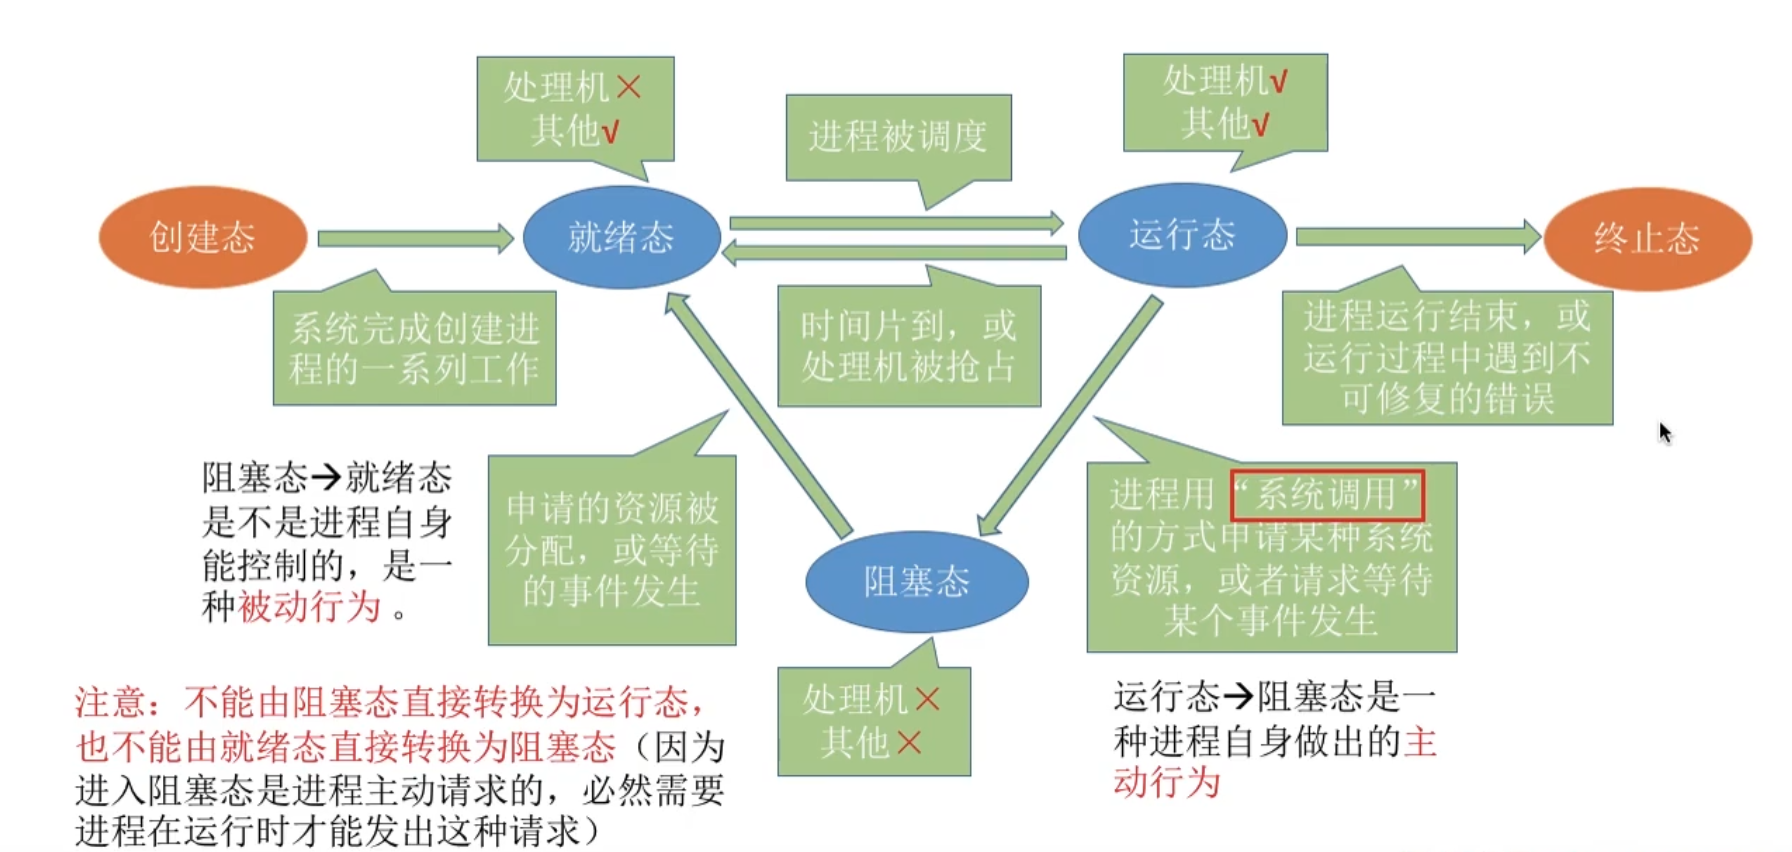 处理机×
其他√
进程被调度
处理机√
其他√
创建态
就绪态
运行态
终止态
系统完成创建进
程的一系列工作
时间片到，或
处理机被抢占
进程运行结束，或
运行过程中遇到不
可修复的错误
阻塞态→就绪态
是不是进程自身
能控制的，是一
种被动行为 。
申请的资源被
分配，或等待
的事件发生
进程用“系统调用”
的方式申请某种系统
资源，或者请求等待
某个事件发生
阻塞态
处理机×
其他×
运行态→阻塞态是一
种进程自身做出的主
动行为
注意：不能由阻塞态直接转换为运行态，
也不能由就绪态直接转换为阻塞态（因为
进入阻塞态是进程主动请求的，必然需要
进程在运行时才能发出这种请求）